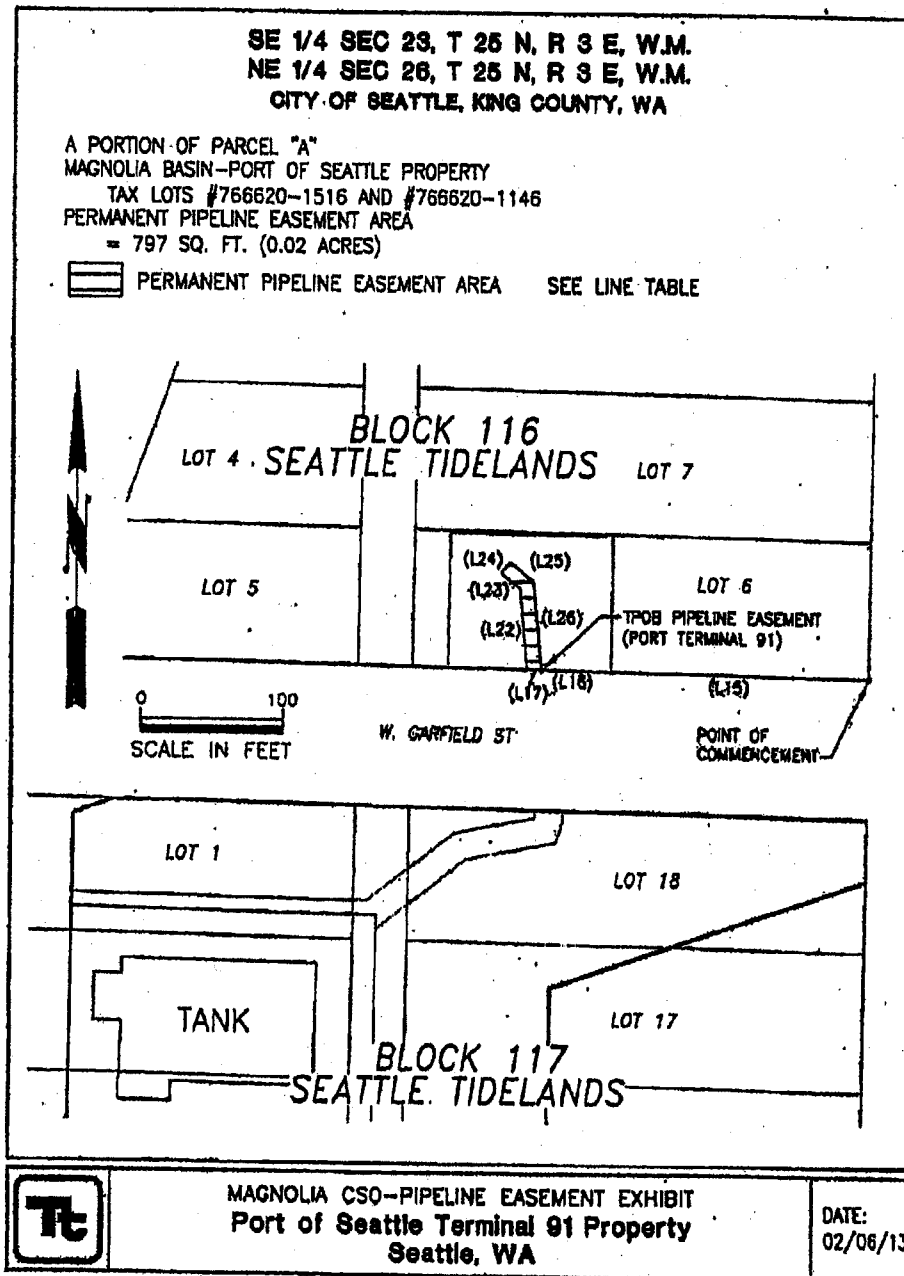 SE 1/4 SEC 23, T 25 N, R 3 E, W.M.
NE 1/4 SEC 26, T 25 N, R 3 E, W.M.
CITY OF SEATTLE, KING COUNTY, WA
A PORTION OF PARCEL "A"
MAGNOLIA BASIN-PORT OF SEATTLE PROPERTY
TAX LOTS #766620-1516 AND #766620-1146
PERMANENT PIPELINE EASEMENT AREA
= 797 SQ. FT. (0.02 ACRES)
PERMANENT PIPELINE EASEMENT AREA SEE LINE TABLE
BLOCK 116
SEATTLE TIDELANDS
LOT 4
LOT 7
N
LOT 5
(L24)
(L25)
(L23)
LOT 6
(L22)
(L26)
TPOB PIPELINE EASEMENT
(PORT TERMINAL 91)
(L17)
(L16)
(L15)
0 100
SCALE IN FEET
W. GARFIELD ST
POINT OF
COMMENCEMENT
LOT 1
LOT 18
TANK
LOT 17
BLOCK 117
SEATTLE TIDELANDS
Tt
MAGNOLIA CSO-PIPELINE EASEMENT EXHIBIT
Port of Seattle Terminal 91 Property
Seattle, WA
DATE:
02/06/13